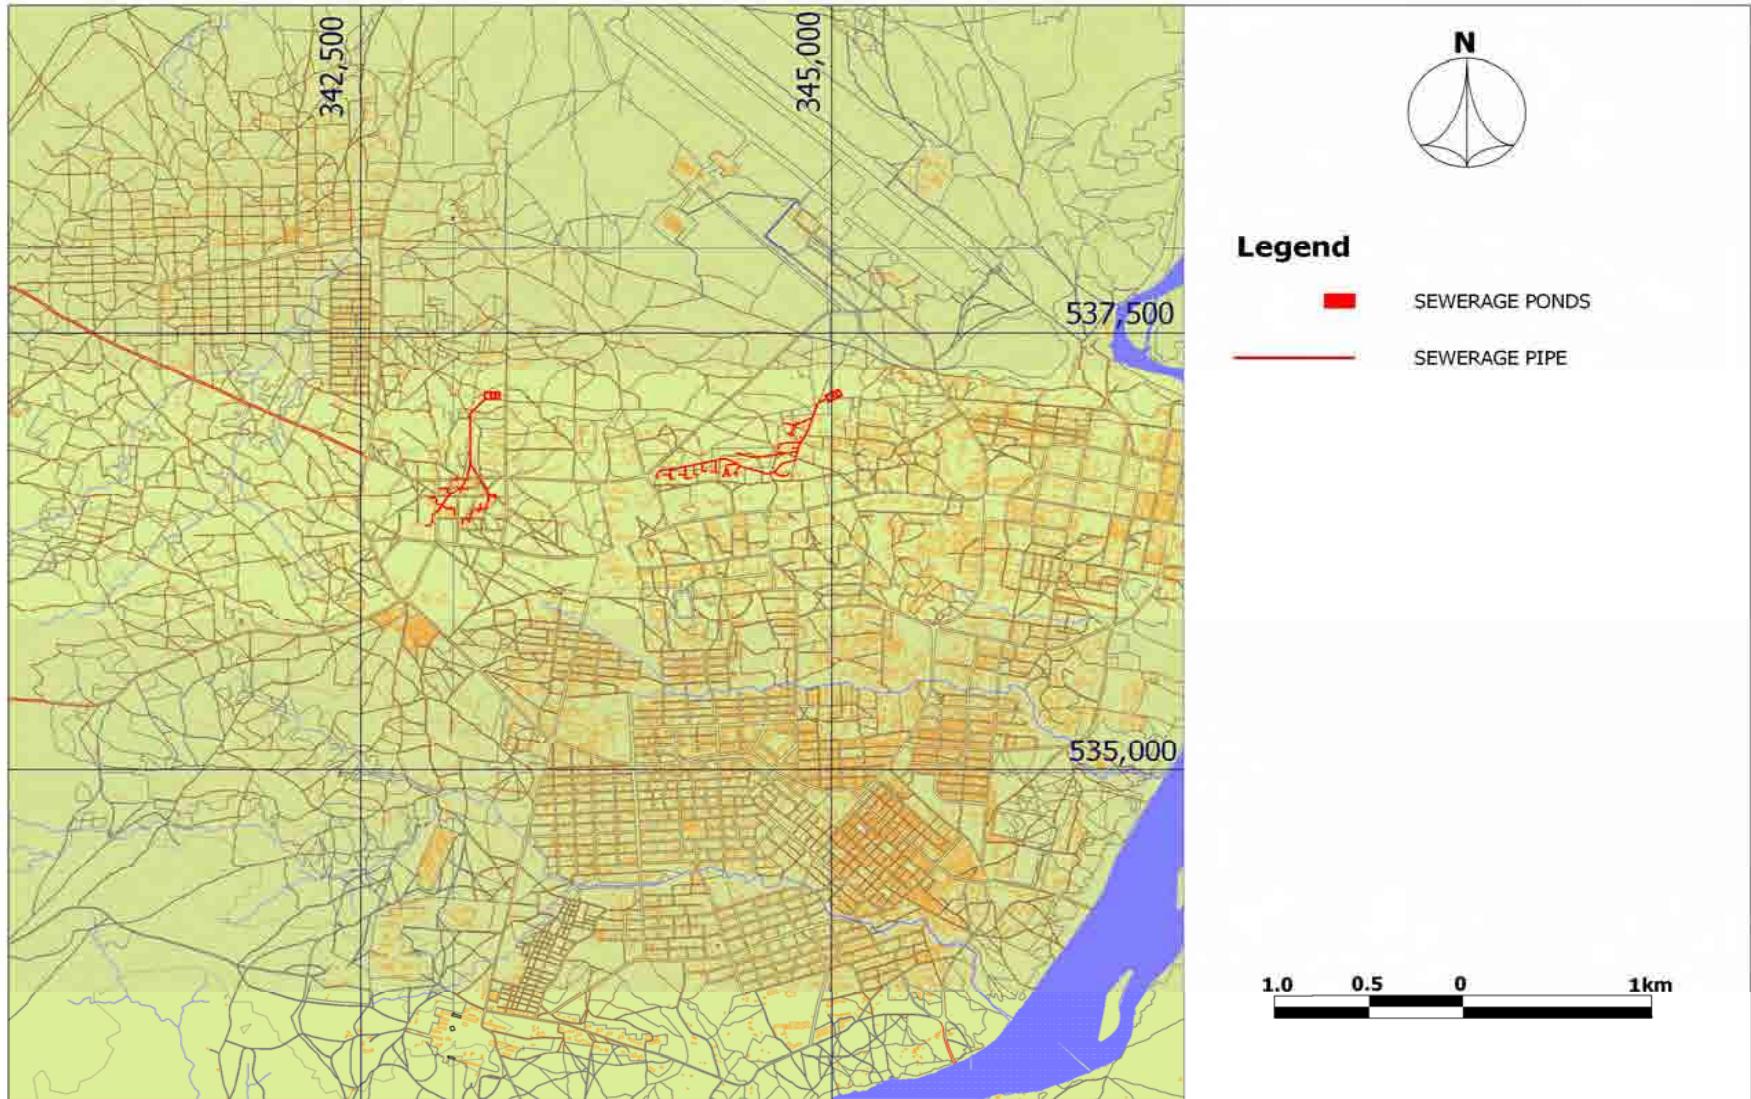 342,500
345,000
N
Legend
SEWERAGE PONDS
537,500
SEWERAGE PIPE
535,000
1.0 0.5 0 1km